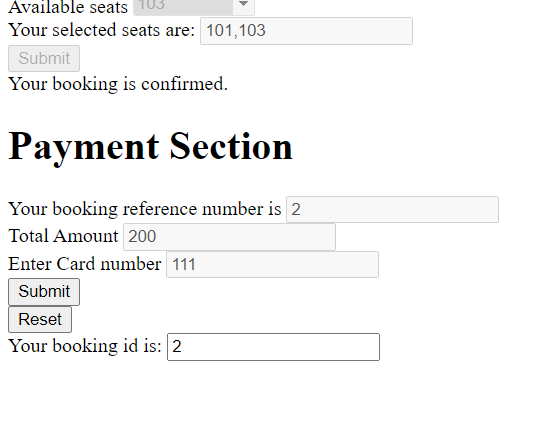 Available seats 103
Your selected seats are: 101,103
Submit
Your booking is confirmed.
Payment Section
Your booking reference number is 2
Total Amount 200
Enter Card number 111
Submit
Reset
Your booking id is: 2